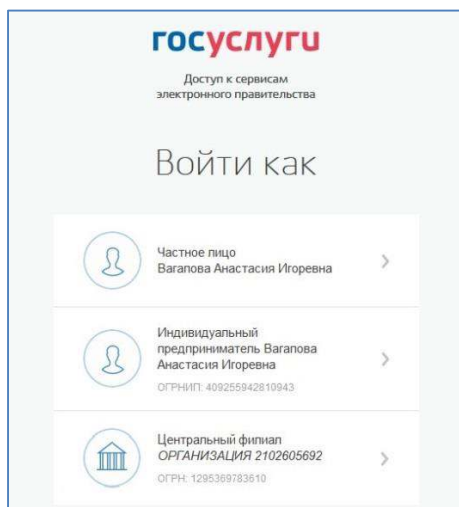 госуслуги
Доступ к сервисам
электронного правительства
Войти как
Частное лицо
Вагапова Анастасия Игоревна
Индивидуальный
предприниматель Вагапова
Анастасия Игоревна
ОГРНИП: 409255942810943
Центральный филиал
ОРГАНИЗАЦИЯ 2102605692
ОГРН: 1295369783610